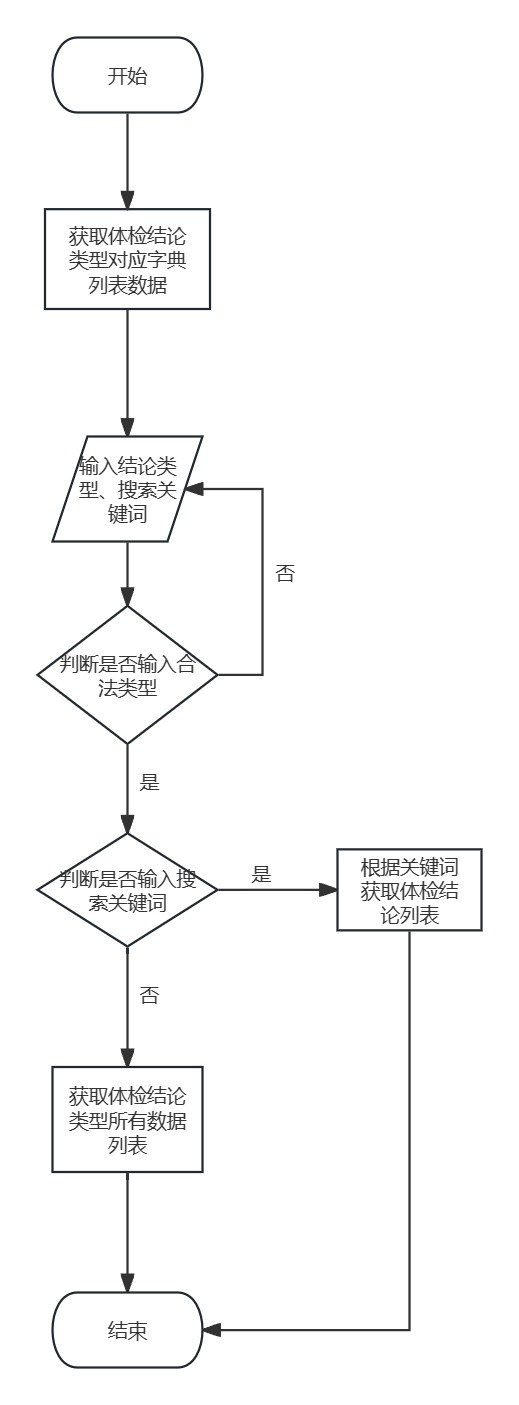 开始
获取体检结论
类型对应字典
列表数据
输入结论类
型、搜索关
键词
否
判断是否输入合
法类型
是
判断是否输入搜
索关键词
是
根据关键词
获取体检结
论列表
否
获取体检结论
类型所有数据
列表
结束